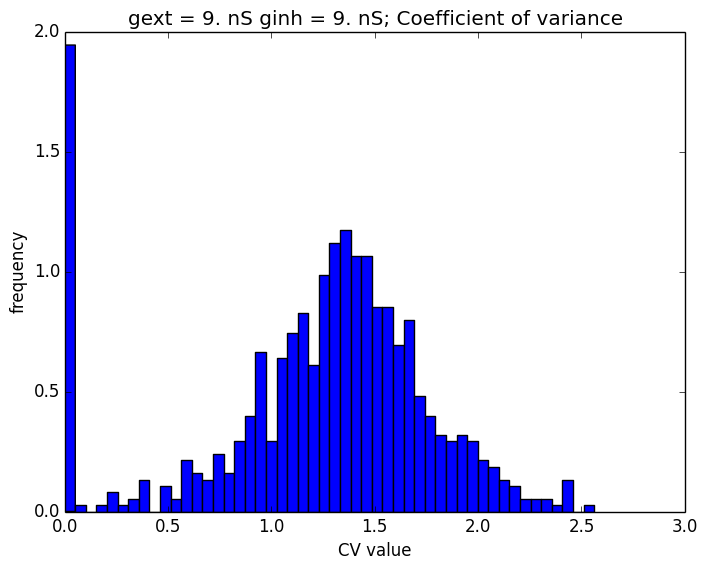 gext = 9. nS ginh = 9. nS; Coefficient of variance
2.0
1.5
1.0
0.5
0.0
frequency
0.0 0.5 1.0 1.5 2.0 2.5 3.0
CV value